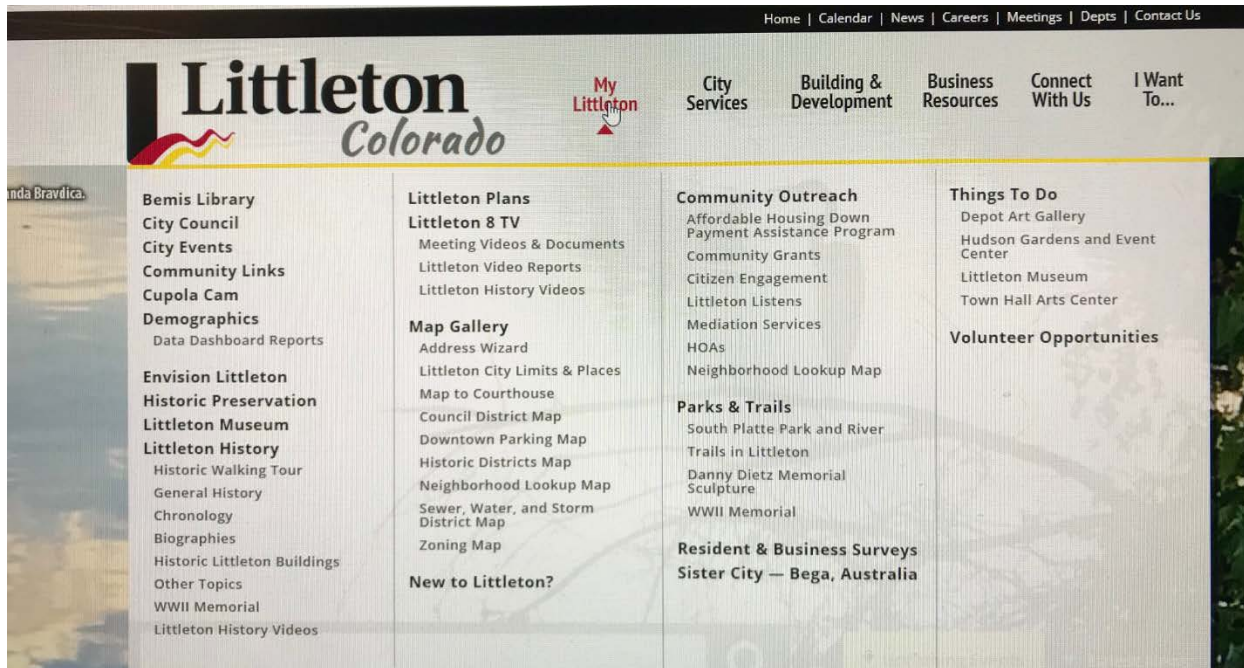 Home | Calendar | News | Careers | Meetings | Depts | Contact Us
Littleton
Colorado
My
Littleton
City
Services
Building &
Development
Business
Resources
Connect
With Us
I Want
To...
nda Bravdica.
Bemis Library
City Council
City Events
Community Links
Cupola Cam
Demographics
Data Dashboard Reports
Envision Littleton
Historic Preservation
Littleton Museum
Littleton History
Historic Walking Tour
General History
Chronology
Biographies
Historic Littleton Buildings
Other Topics
WWII Memorial
Littleton History Videos
Littleton Plans
Littleton 8 TV
Meeting Videos & Documents
Littleton Video Reports
Littleton History Videos
Map Gallery
Address Wizard
Littleton City Limits & Places
Map to Courthouse
Council District Map
Downtown Parking Map
Historic Districts Map
Neighborhood Lookup Map
Sewer, Water, and Storm
District Map
Zoning Map
New to Littleton?
Community Outreach
Affordable Housing Down
Payment Assistance Program
Community Grants
Citizen Engagement
Littleton Listens
Mediation Services
HOAs
Neighborhood Lookup Map
Parks & Trails
South Platte Park and River
Trails in Littleton
Danny Dietz Memorial
Sculpture
WWII Memorial
Resident & Business Surveys
Sister City — Bega, Australia
Things To Do
Depot Art Gallery
Hudson Gardens and Event
Center
Littleton Museum
Town Hall Arts Center
Volunteer Opportunities